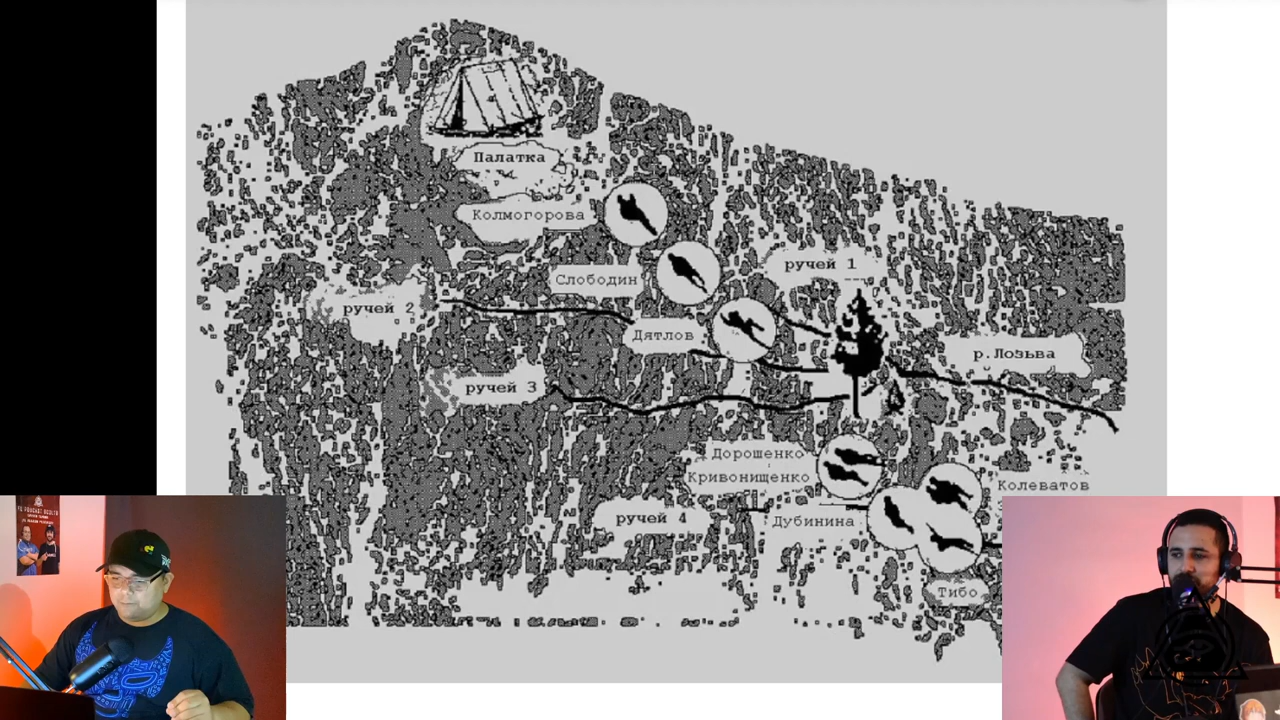 Палатка
Колмогорова
Слободин
ручей 1
ручей 2
Дятлов
р.Лозьва
ручей 3
Дорошенко
Кривонищенко
Колеватов
ручей 4
Дубинина
Тибо